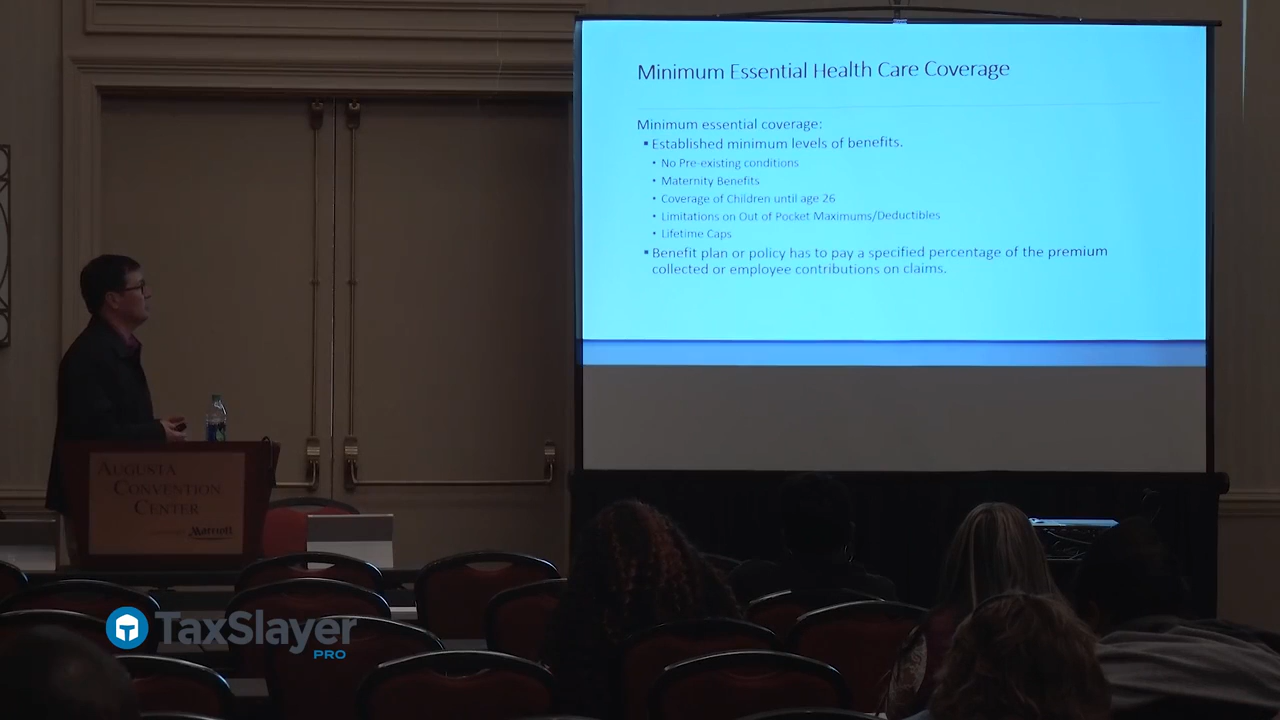 Minimum Essential Health Care Coverage
Minimum essential coverage:
▪ Established minimum levels of benefits.
• No Pre-existing conditions
• Maternity Benefits
• Coverage of Children until age 26
• Limitations on Out of Pocket Maximums/Deductibles
• Lifetime Caps
▪ Benefit plan or policy has to pay a specified percentage of the premium
collected or employee contributions on claims.
AUGUSTA
CONVENTION
CENTER
Marriott
TaxSlayer
PRO